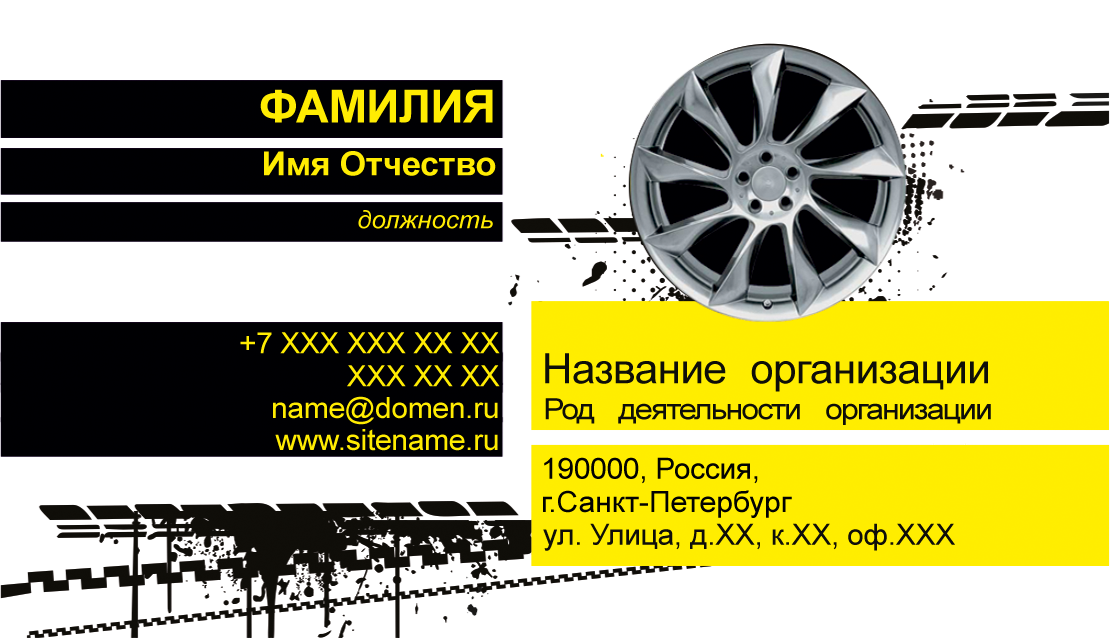 ФАМИЛИЯ
Имя Отчество
должность
+7 XXX XXX XX XX
XXX XX XX
name@domen.ru
www.sitename.ru
Название организации
Род деятельности организации
190000, Россия,
г.Санкт-Петербург
ул. Улица, д.XX, к.XX, оф.XXX